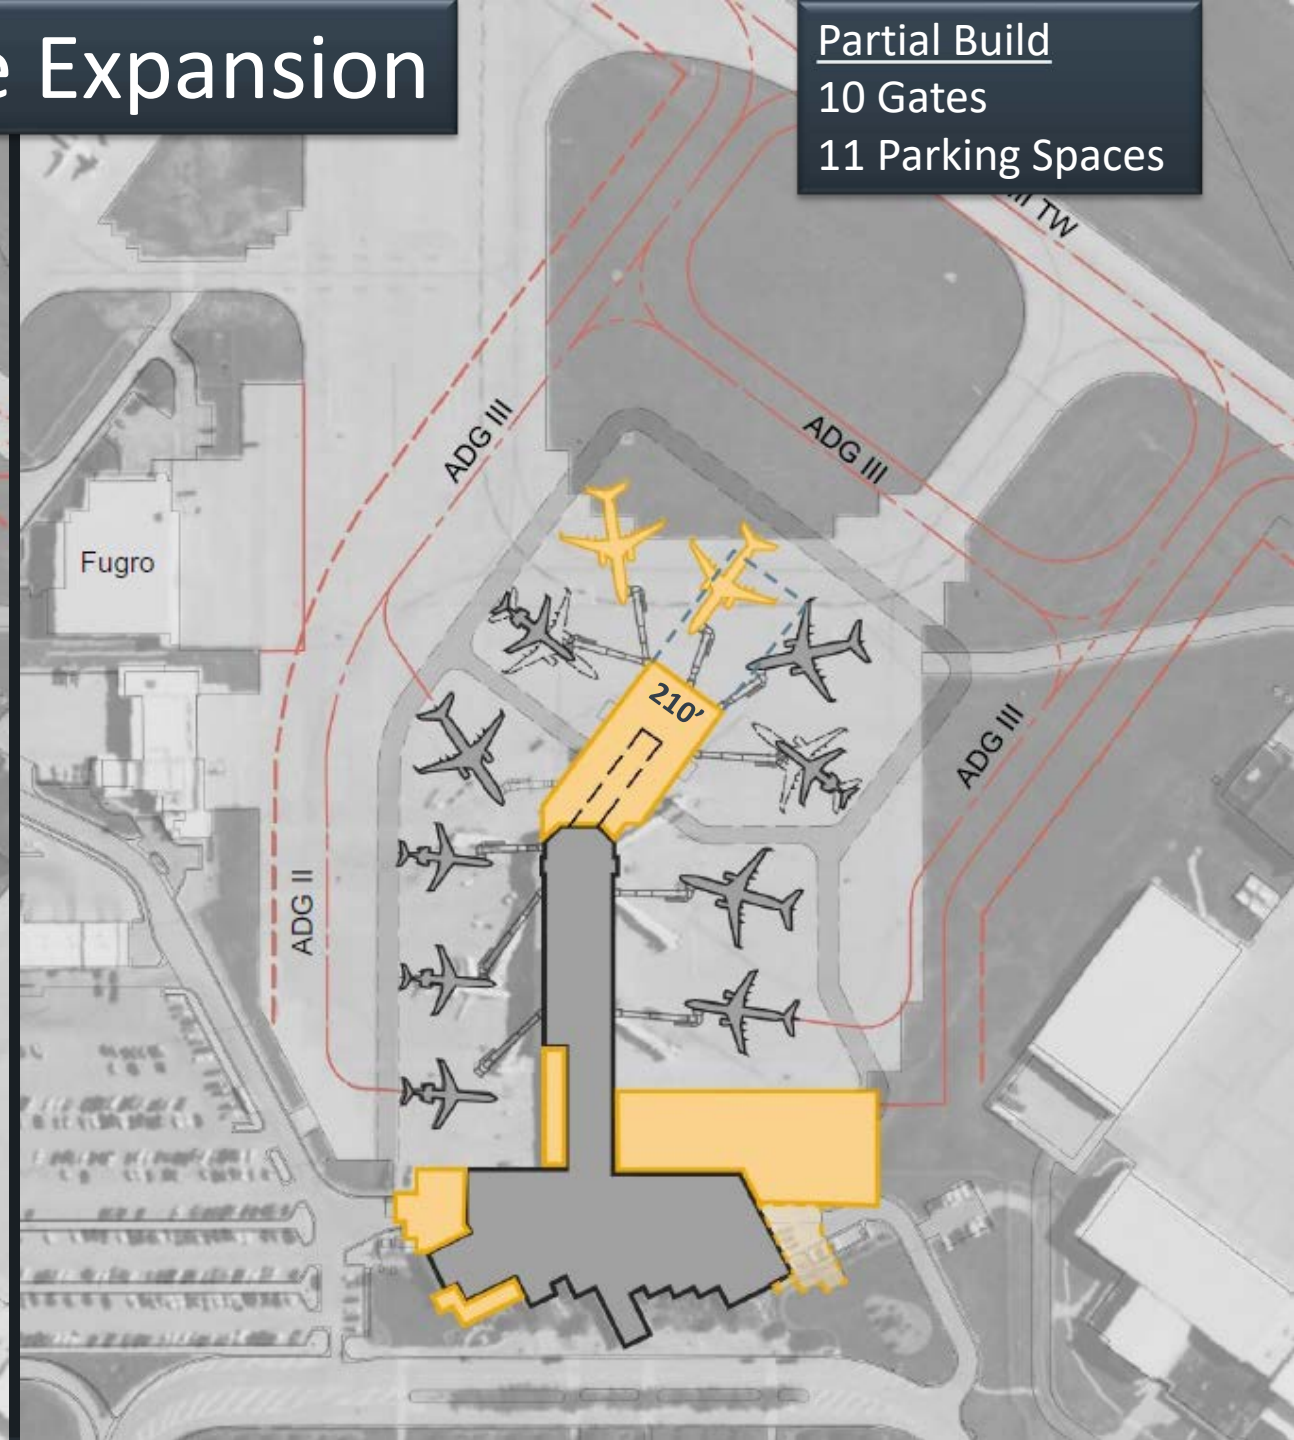 e Expansion
Partial Build
10 Gates
11 Parking Spaces
III TW
ADG III
ADG III
Fugro
210’
ADG III
ADG II